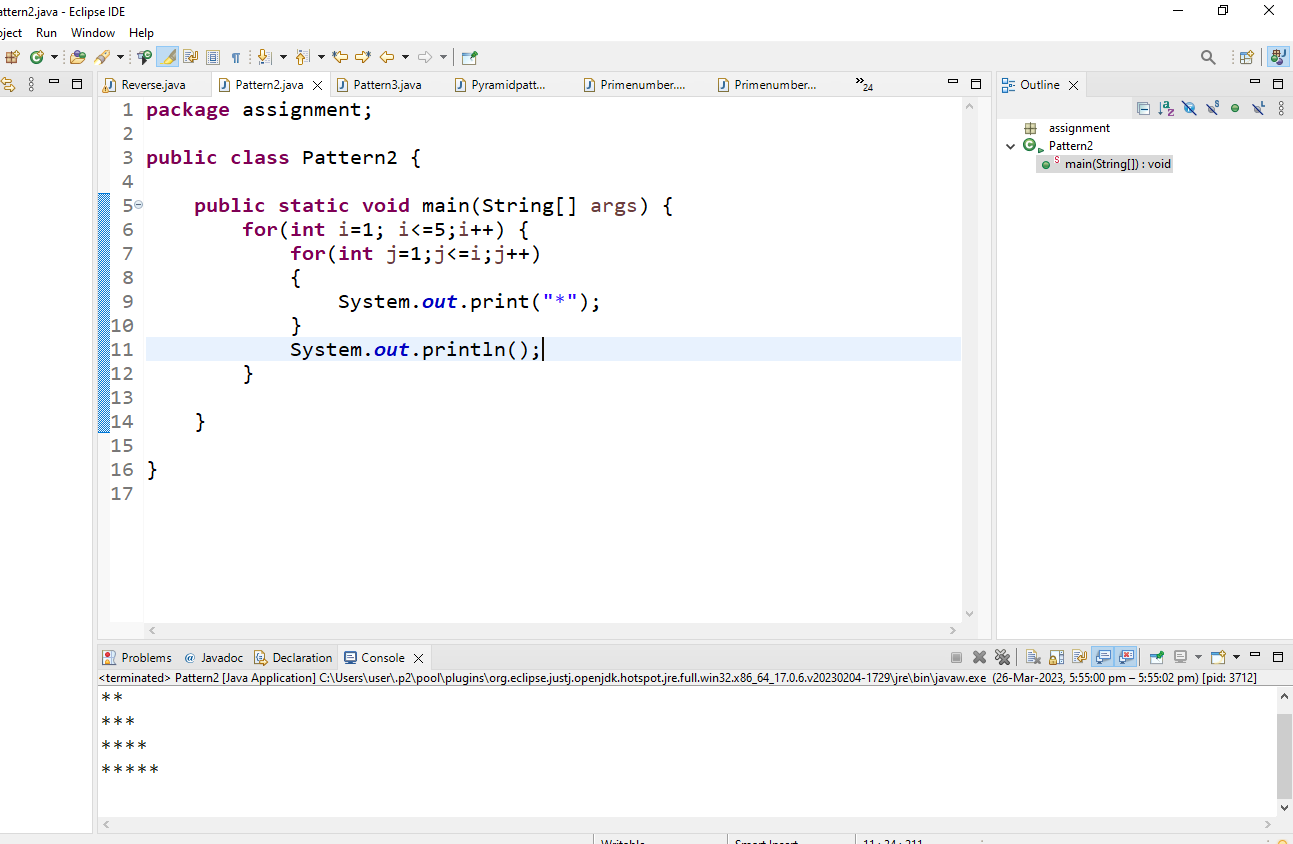 attern2.java - Eclipse IDE
oject Run Window Help
Reverse.java Pattern2.java Pattern3.java Pyramidpatt... Primenumber.... Primenumber... »24
Outline
1 package assignment;
2
3 public class Pattern2 {
4
5 public static void main(String[] args) {
6 for(int i=1; i<=5;i++) {
7 for(int j=1;j<=i;j++)
8 {
9 System.out.print("*");
10 }
11 System.out.println();
12 }
13
14 }
15
16 }
17
assignment
Pattern2
main(String[]) : void
Problems @ Javadoc Declaration Console
<terminated> Pattern2 [Java Application] C:\Users\user\.p2\pool\plugins\org.eclipse.justj.openjdk.hotspot.jre.full.win32.x86_64_17.0.6.v20230204-1729\jre\bin\javaw.exe (26-Mar-2023, 5:55:00 pm – 5:55:02 pm) [pid: 3712]
**
***
****
*****
Writable Smart Insert 11 : 34 : 211